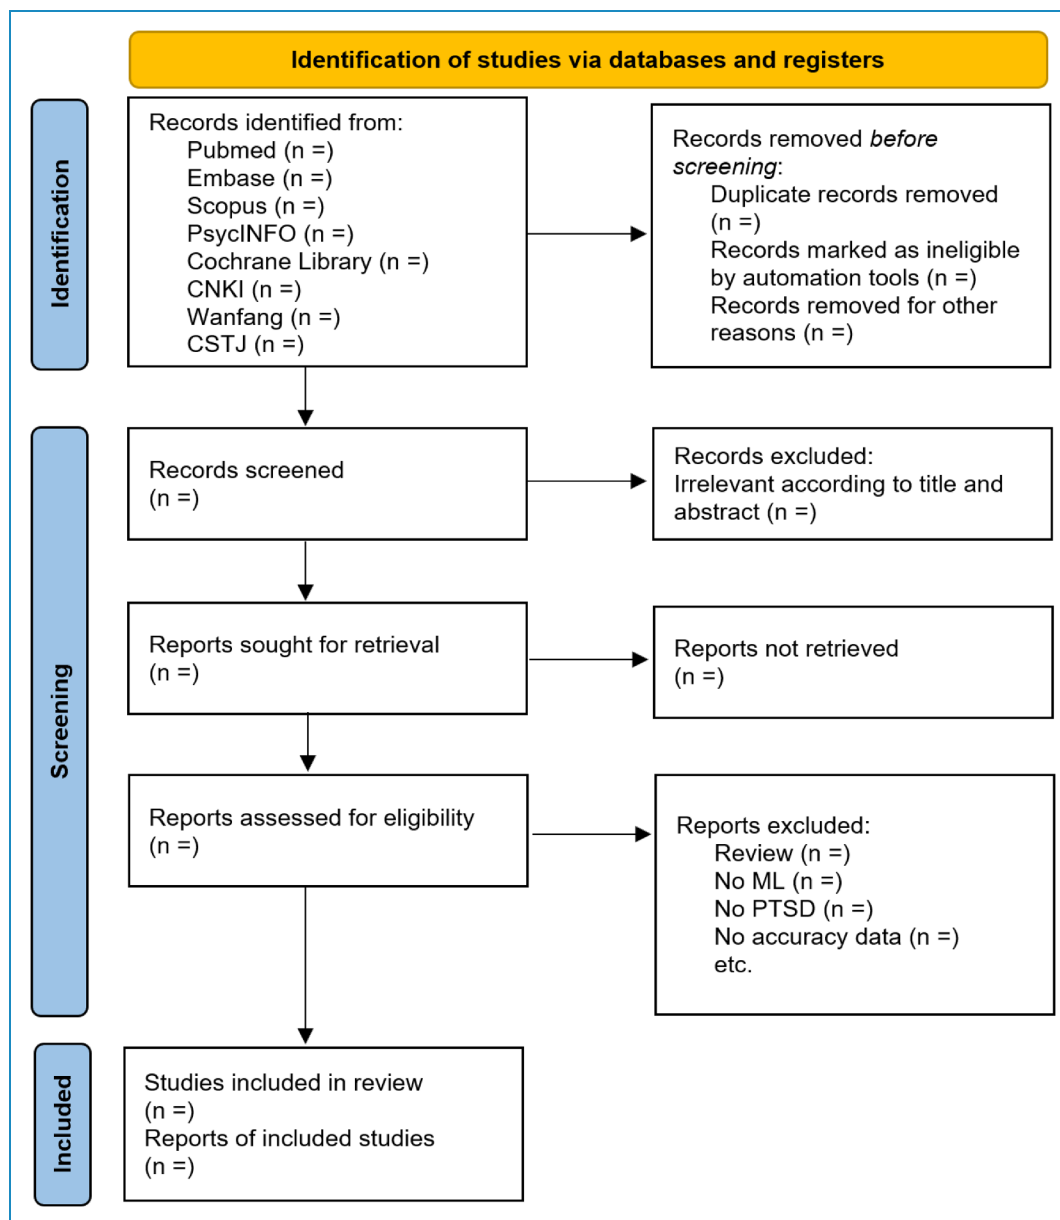 Identification of studies via databases and registers
Identification
Records identified from:
Pubmed (n =)
Embase (n =)
Scopus (n =)
PsycINFO (n =)
Cochrane Library (n =)
CNKI (n =)
Wanfang (n =)
CSTJ (n =)
Records removed before
screening:
Duplicate records removed
(n =)
Records marked as ineligible
by automation tools (n =)
Records removed for other
reasons (n =)
Screening
Records screened
(n =)
Records excluded:
Irrelevant according to title and
abstract (n =)
Reports sought for retrieval
(n =)
Reports not retrieved
(n =)
Reports assessed for eligibility
(n =)
Reports excluded:
Review (n =)
No ML (n =)
No PTSD (n =)
No accuracy data (n =)
etc.
Included
Studies included in review
(n =)
Reports of included studies
(n =)